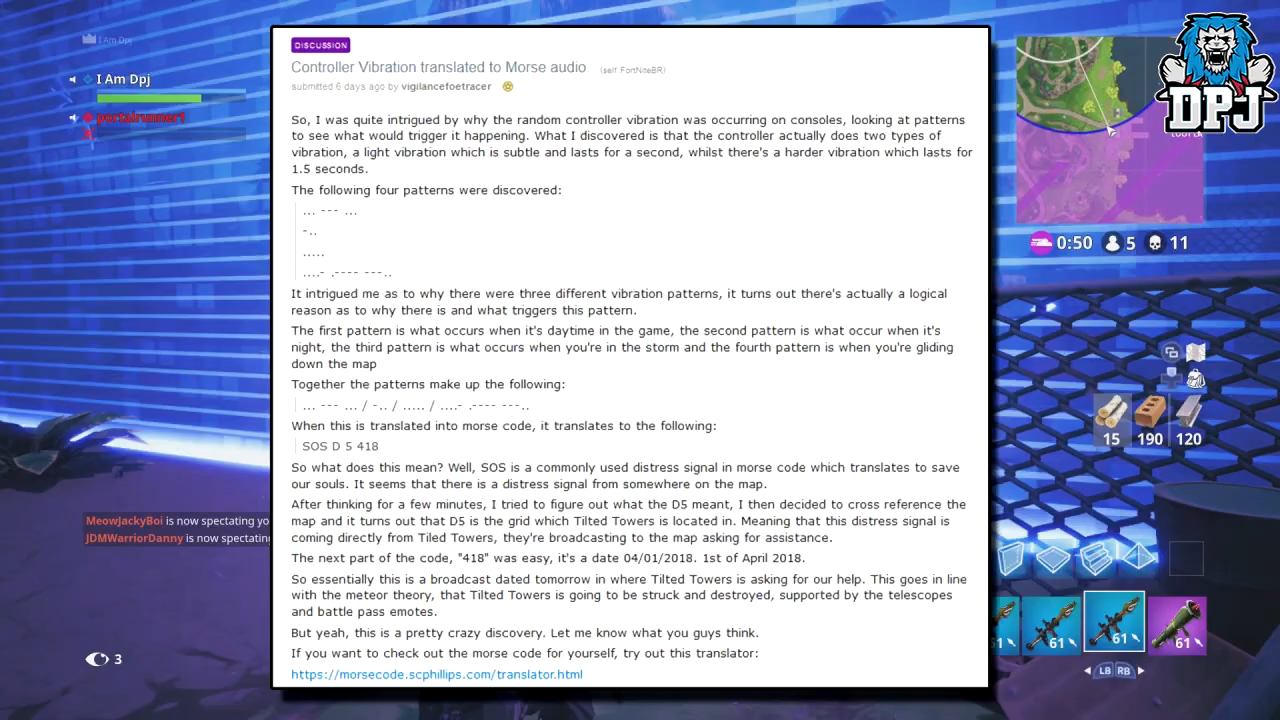 I Am Dpj
I Am Dpj
portalrunner1
DISCUSSION
Controller Vibration translated to Morse audio (self FortNiteBR)
submitted 6 days ago by vigilancefoetracer
So, I was quite intrigued by why the random controller vibration was occurring on consoles, looking at patterns
to see what would trigger it happening. What I discovered is that the controller actually does two types of
vibration, a light vibration which is subtle and lasts for a second, whilst there's a harder vibration which lasts for
1.5 seconds.
The following four patterns were discovered:
... --- ...
-..
.....
....- .---- ---..
It intrigued me as to why there were three different vibration patterns, it turns out there's actually a logical
reason as to why there is and what triggers this pattern.
The first pattern is what occurs when it's daytime in the game, the second pattern is what occur when it's
night, the third pattern is what occurs when you're in the storm and the fourth pattern is when you're gliding
down the map
Together the patterns make up the following:
... --- ... / -.. / ..... / ....- .---- ---..
When this is translated into morse code, it translates to the following:
SOS D 5 418
So what does this mean? Well, SOS is a commonly used distress signal in morse code which translates to save
our souls. It seems that there is a distress signal from somewhere on the map.
After thinking for a few minutes, I tried to figure out what the D5 meant, I then decided to cross reference the
map and it turns out that D5 is the grid which Tilted Towers is located in. Meaning that this distress signal is
coming directly from Tiled Towers, they're broadcasting to the map asking for assistance.
The next part of the code, "418" was easy, it's a date 04/01/2018. 1st of April 2018.
So essentially this is a broadcast dated tomorrow in where Tilted Towers is asking for our help. This goes in line
with the meteor theory, that Tilted Towers is going to be struck and destroyed, supported by the telescopes
and battle pass emotes.
But yeah, this is a pretty crazy discovery. Let me know what you guys think.
If you want to check out the morse code for yourself, try out this translator:
https://morsecode.scphillips.com/translator.html
DPJ
0:50 5 11
15 190 120
MeowJackyBoi is now spectating yo
JDMWarriorDanny is now spectating
3
61 61 61
LB RB